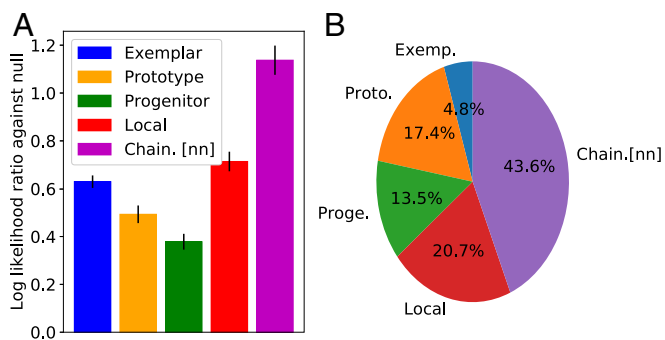 A
Log likelihood ratio against null
1.2
1.0
0.8
0.6
0.4
0.2
0.0
Exemplar
Prototype
Progenitor
Local
Chain. [nn]
B
Exemp.
4.8%
Proto.
17.4%
Proge.
13.5%
Local
20.7%
Chain.[nn]
43.6%